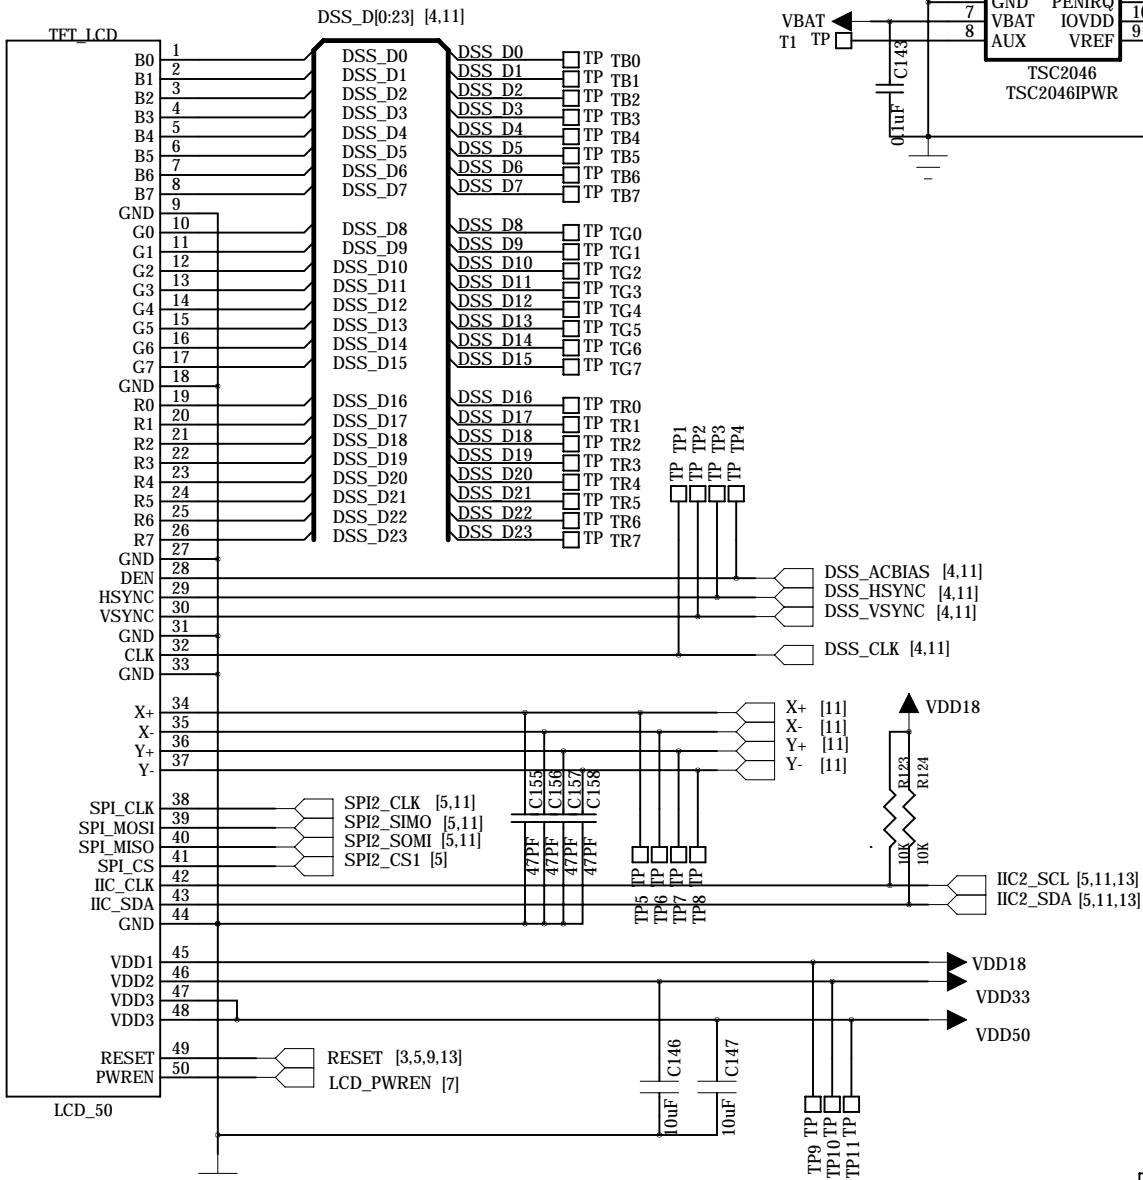 DSS_D[0:23] [4,11]
TFT_LCD
B0 1 DSS_D0 DSS_D0 TP TB0
B1 2 DSS_D1 DSS_D1 TP TB1
B2 3 DSS_D2 DSS_D2 TP TB2
B3 4 DSS_D3 DSS_D3 TP TB3
B4 5 DSS_D4 DSS_D4 TP TB4
B5 6 DSS_D5 DSS_D5 TP TB5
B6 7 DSS_D6 DSS_D6 TP TB6
B7 8 DSS_D7 DSS_D7 TP TB7
GND 9
G0 10 DSS_D8 DSS_D8 TP TG0
G1 11 DSS_D9 DSS_D9 TP TG1
G2 12 DSS_D10 DSS_D10 TP TG2
G3 13 DSS_D11 DSS_D11 TP TG3
G4 14 DSS_D12 DSS_D12 TP TG4
G5 15 DSS_D13 DSS_D13 TP TG5
G6 16 DSS_D14 DSS_D14 TP TG6
G7 17 DSS_D15 DSS_D15 TP TG7
GND 18
R0 19 DSS_D16 DSS_D16 TP TR0
R1 20 DSS_D17 DSS_D17 TP TR1
R2 21 DSS_D18 DSS_D18 TP TR2
R3 22 DSS_D19 DSS_D19 TP TR3
R4 23 DSS_D20 DSS_D20 TP TR4
R5 24 DSS_D21 DSS_D21 TP TR5
R6 25 DSS_D22 DSS_D22 TP TR6
R7 26 DSS_D23 DSS_D23 TP TR7
GND 27
DEN 28 DSS_ACBIAS [4,11]
HSYNC 29 DSS_HSYNC [4,11]
VSYNC 30 DSS_VSYNC [4,11]
GND 31
CLK 32 DSS_CLK [4,11]
GND 33
X+ 34 X+ [11]
X- 35 X- [11]
Y+ 36 Y+ [11]
Y- 37 Y- [11]
SPI_CLK 38 SPI2_CLK [5,11]
SPI_MOSI 39 SPI2_SIMO [5,11]
SPI_MISO 40 SPI2_SOMI [5,11]
SPI_CS 41 SPI2_CS1 [5]
IIC_CLK 42 IIC2_SCL [5,11,13]
IIC_SDA 43 IIC2_SDA [5,11,13]
GND 44
VDD1 45 VDD18
VDD2 46 VDD33
VDD3 47
VDD3 48 VDD50
RESET 49 RESET [3,5,9,13]
PWREN 50 LCD_PWREN [7]
LCD_50
GND PENIRQ
VBAT 7 VBAT IOVDD 10
T1 TP 8 AUX VREF 9
C143
0.1uF
TSC2046
TSC2046IPWR
TP TP1
TP TP2
TP TP3
TP TP4
C155 47PF
C156 47PF
C157 47PF
C158 47PF
TP5 TP
TP6 TP
TP7 TP
TP8 TP
VDD18
R123 10K
R124 10K
C146 10uF
C147 10uF
TP9 TP
TP10 TP
TP11 TP